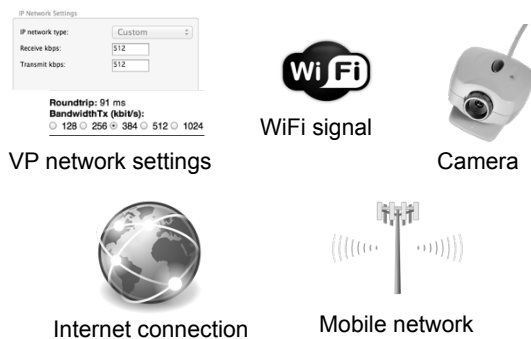 IP Network Settings
IP network type: Custom
Receive kbps: 512
Transmit kbps: 512
Roundtrip: 91 ms
BandwidthTx (kbit/s):
128 256 384 512 1024
VP network settings
Wi Fi
WiFi signal
Camera
Internet connection
Mobile network